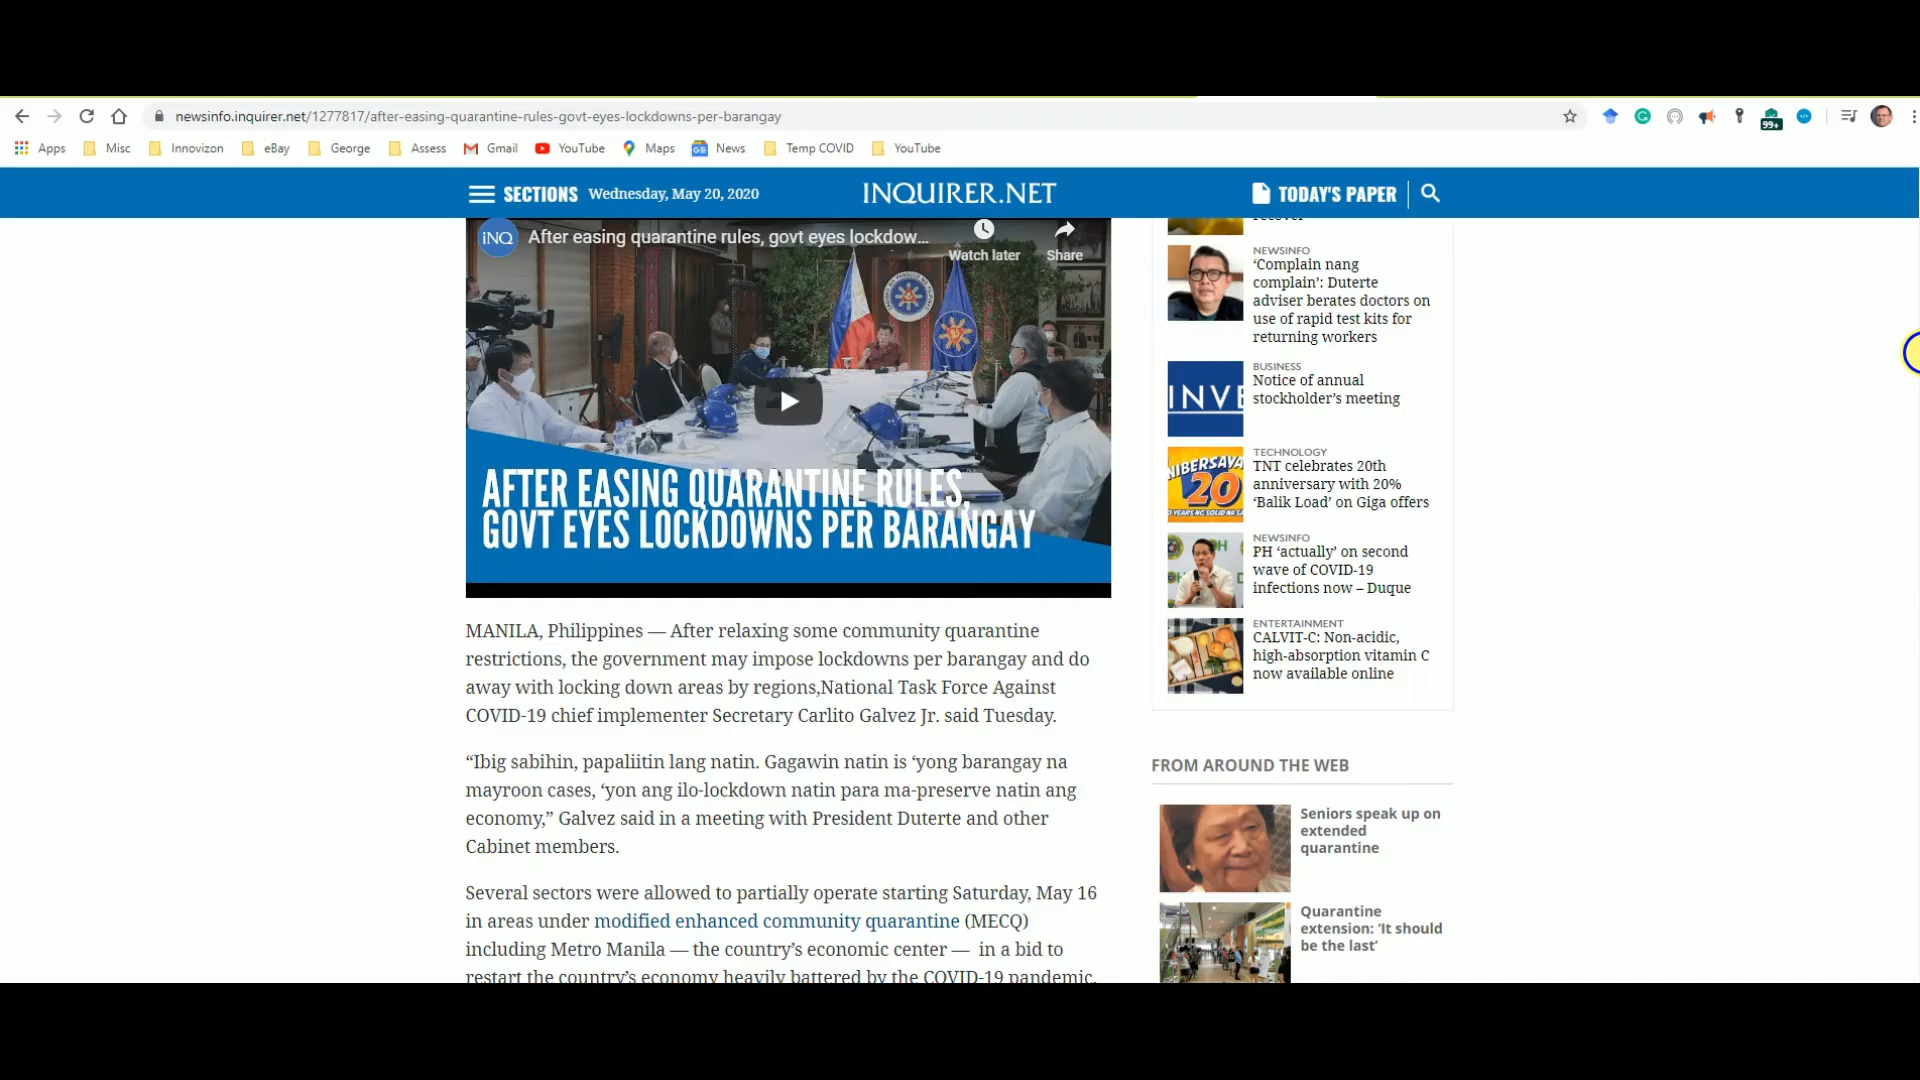 newsinfo.inquirer.net/1277817/after-easing-quarantine-rules-govt-eyes-lockdowns-per-barangay
99+
Apps Misc Innovizon eBay George Assess Gmail YouTube Maps News Temp COVID YouTube
SECTIONS Wednesday, May 20, 2020 INQUIRER.NET TODAY'S PAPER
iNQ After easing quarantine rules, govt eyes lockdow...
Watch later Share
AFTER EASING QUARANTINE RULES,
GOVT EYES LOCKDOWNS PER BARANGAY
MANILA, Philippines — After relaxing some community quarantine
restrictions, the government may impose lockdowns per barangay and do
away with locking down areas by regions,National Task Force Against
COVID-19 chief implementer Secretary Carlito Galvez Jr. said Tuesday.
“Ibig sabihin, papaliitin lang natin. Gagawin natin is ‘yong barangay na
mayroon cases, ‘yon ang ilo-lockdown natin para ma-preserve natin ang
economy,” Galvez said in a meeting with President Duterte and other
Cabinet members.
Several sectors were allowed to partially operate starting Saturday, May 16
in areas under modified enhanced community quarantine (MECQ)
including Metro Manila — the country’s economic center — in a bid to
restart the country’s economy heavily battered by the COVID-19 pandemic.
recover
NEWSINFO
‘Complain nang
complain’: Duterte
adviser berates doctors on
use of rapid test kits for
returning workers
INVE
BUSINESS
Notice of annual
stockholder’s meeting
NIBERSAYA
20
TECHNOLOGY
TNT celebrates 20th
anniversary with 20%
‘Balik Load’ on Giga offers
NEWSINFO
PH ‘actually’ on second
wave of COVID-19
infections now – Duque
ENTERTAINMENT
CALVIT-C: Non-acidic,
high-absorption vitamin C
now available online
FROM AROUND THE WEB
Seniors speak up on
extended
quarantine
Quarantine
extension: ‘It should
be the last’